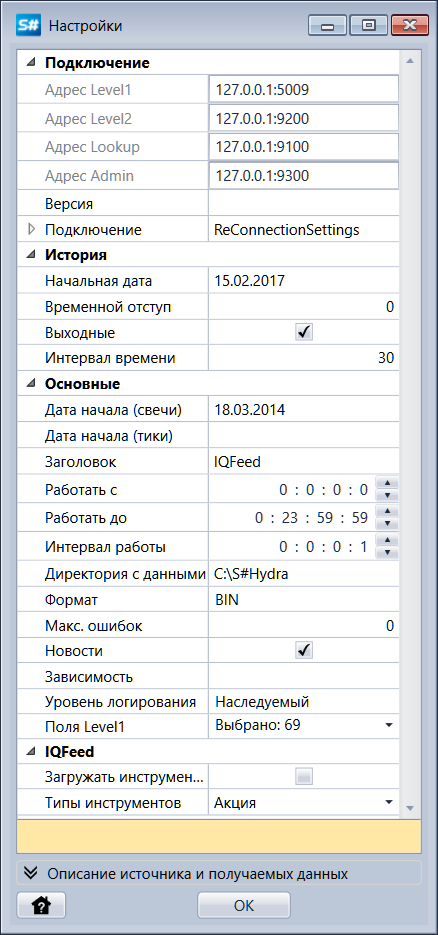 S# Настройки
Подключение
Адрес Level1 127.0.0.1:5009
Адрес Level2 127.0.0.1:9200
Адрес Lookup 127.0.0.1:9100
Адрес Admin 127.0.0.1:9300
Версия
Подключение ReConnectionSettings
История
Начальная дата 15.02.2017
Временной отступ 0
Выходные
Интервал времени 30
Основные
Дата начала (свечи) 18.03.2014
Дата начала (тики)
Заголовок IQFeed
Работать с 0 : 0 : 0 : 0
Работать до 0 : 23 : 59 : 59
Интервал работы 0 : 0 : 0 : 1
Директория с данными C:\S#Hydra
Формат BIN
Макс. ошибок 0
Новости
Зависимость
Уровень логирования Наследуемый
Поля Level1 Выбрано: 69
IQFeed
Загружать инструмен...
Типы инструментов Акция
Описание источника и получаемых данных
? ОК